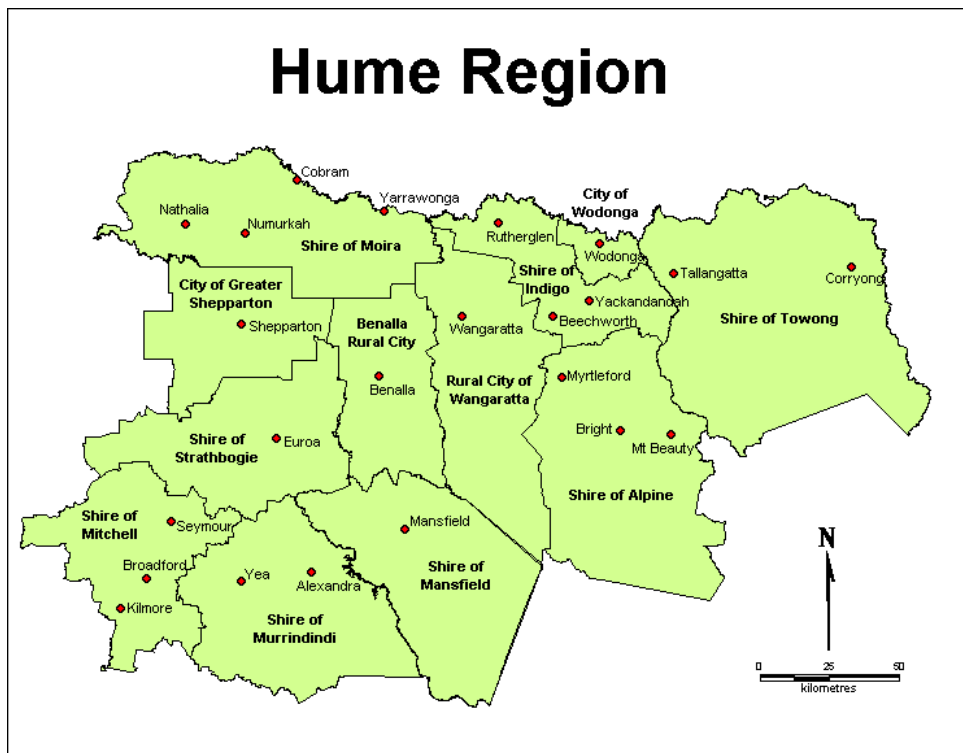 Hume Region
Cobram
Yarrawonga
Nathalia
Numurkah
Shire of Moira
Rutherglen
City of
Wodonga
Wodonga
Shire of
Indigo
Tallangatta
Corryong
City of Greater
Shepparton
Shepparton
Benalla
Rural City
Wangaratta
Yackandandah
Beechworth
Shire of Towong
Benalla
Rural City of
Wangaratta
Myrtleford
Bright
Mt Beauty
Shire of
Strathbogie
Euroa
Shire of Alpine
Shire of
Mitchell
Seymour
Mansfield
Broadford
Kilmore
Yea
Alexandra
Shire of
Mansfield
Shire of
Murrindindi
N
0 25 50
kilometres